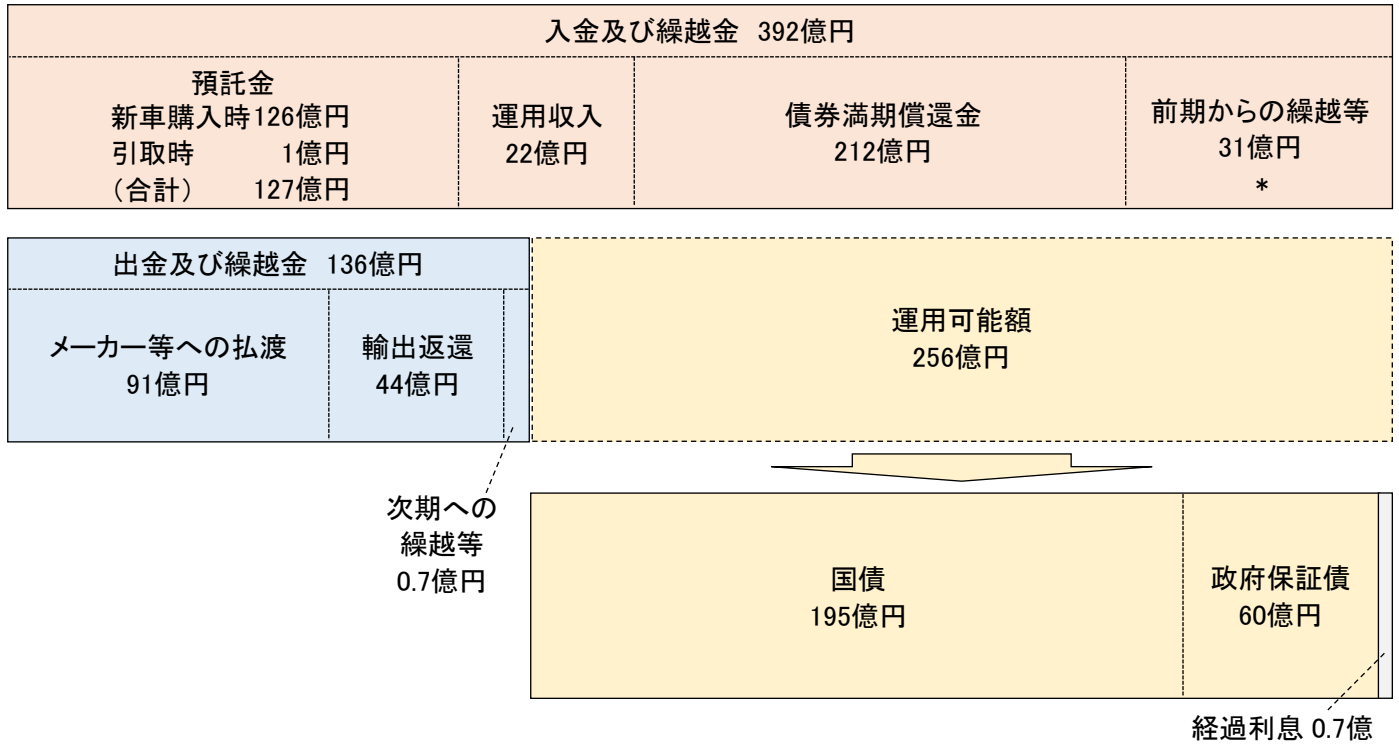 入金及び繰越金 392億円
預託金
新車購入時126億円
引取時 1億円
（合計） 127億円
運用収入
22億円
債券満期償還金
212億円
前期からの繰越等
31億円
*
出金及び繰越金 136億円
メーカー等への払渡
91億円
輸出返還
44億円
運用可能額
256億円
次期への
繰越等
0.7億円
国債
195億円
政府保証債
60億円
経過利息 0.7億